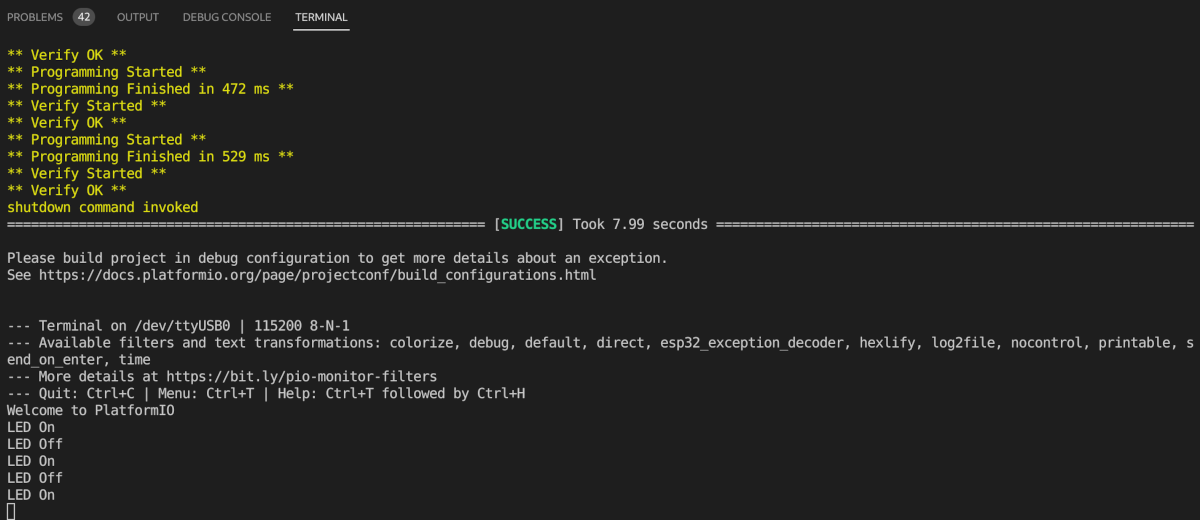 PROBLEMS 42 OUTPUT DEBUG CONSOLE TERMINAL
** Verify OK **
** Programming Started **
** Programming Finished in 472 ms **
** Verify Started **
** Verify OK **
** Programming Started **
** Programming Finished in 529 ms **
** Verify Started **
** Verify OK **
shutdown command invoked
============================================================ [SUCCESS] Took 7.99 seconds ============================================================
Please build project in debug configuration to get more details about an exception.
See https://docs.platformio.org/page/projectconf/build_configurations.html
--- Terminal on /dev/ttyUSB0 | 115200 8-N-1
--- Available filters and text transformations: colorize, debug, default, direct, esp32_exception_decoder, hexlify, log2file, nocontrol, printable, s
end_on_enter, time
--- More details at https://bit.ly/pio-monitor-filters
--- Quit: Ctrl+C | Menu: Ctrl+T | Help: Ctrl+T followed by Ctrl+H
Welcome to PlatformIO
LED On
LED Off
LED On
LED Off
LED On